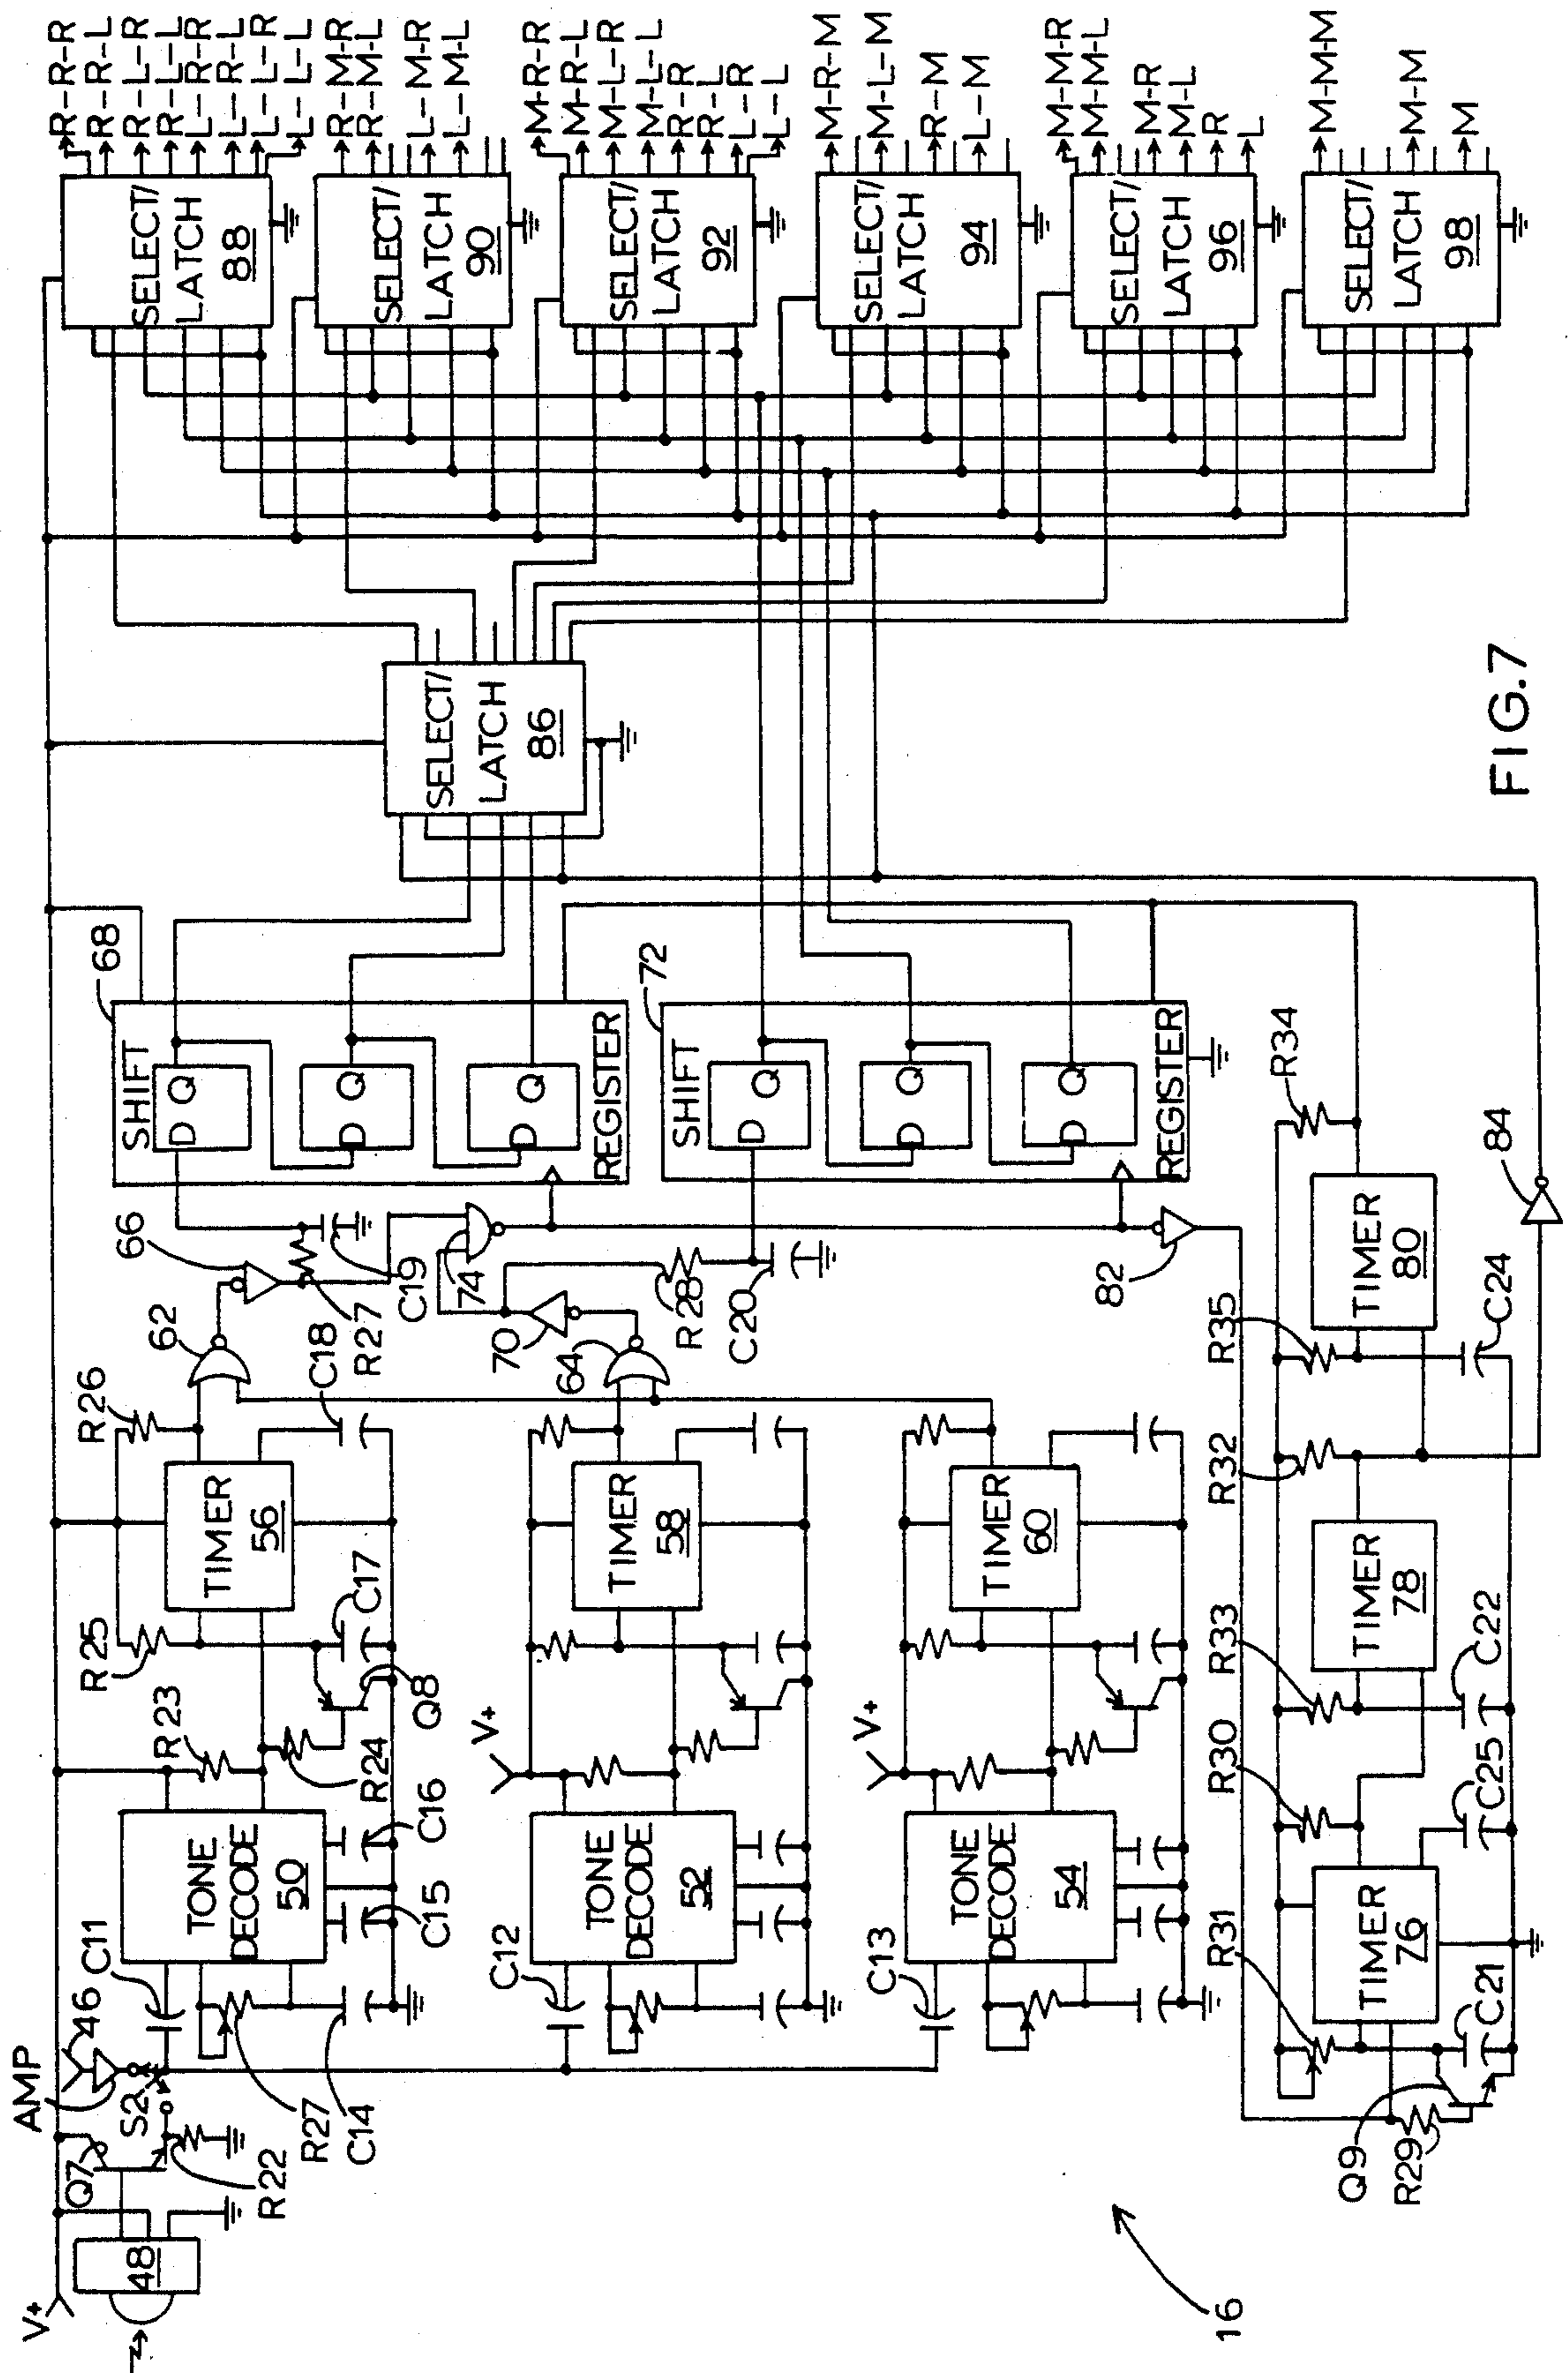 V+
48
Q7
R22
AMP
46
S2
C11
R27
C14
TONE
DECODE
50
C15
C16
R23
R24
Q8
R25
C17
TIMER
56
R26
C18
62
66
R27
C19
74
C12
TONE
DECODE
52
V+
TIMER
58
64
70
R28
C20
C13
TONE
DECODE
54
V+
TIMER
60
82
68
SHIFT
D Q
D Q
D Q
REGISTER
72
SHIFT
D Q
D Q
D Q
REGISTER
R29
Q9
R31
C21
TIMER
76
C25
R30
R33
C22
TIMER
78
R32
R35
C24
TIMER
80
R34
84
SELECT/
LATCH
86
SELECT/
LATCH
88
R-R-R
R-R-L
R-L-R
R-L-L
L-R-R
L-R-L
L-L-R
L-L-L
SELECT/
LATCH
90
R-M-R
R-M-L
L-M-R
L-M-L
SELECT/
LATCH
92
M-R-R
M-R-L
M-L-R
M-L-L
R-R
R-L
L-R
L-L
SELECT/
LATCH
94
M-R-M
M-L-M
R-M
L-M
SELECT/
LATCH
96
M-M-R
M-M-L
M-R
M-L
R
L
SELECT/
LATCH
98
M-M-M
M-M
M
16
FIG.7